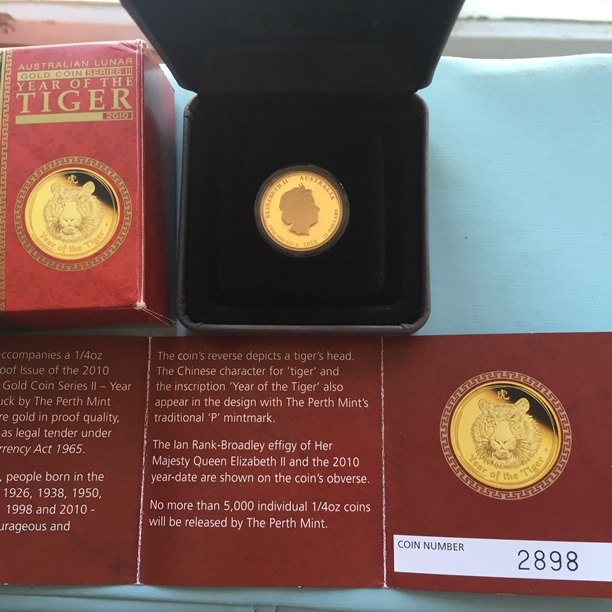 AUSTRALIAN LUNAR
GOLD COIN SERIES II
YEAR OF THE
TIGER
2010
虎
Year of the Tiger
ELIZABETH II AUSTRALIA
2010
accompanies a 1/4oz
oof Issue of the 2010
Gold Coin Series II – Year
uck by The Perth Mint
re gold in proof quality,
as legal tender under
rrency Act 1965.
, people born in the
1926, 1938, 1950,
1998 and 2010 -
urageous and
The coin's reverse depicts a tiger's head.
The Chinese character for 'tiger' and
the inscription 'Year of the Tiger' also
appear in the design with The Perth Mint's
traditional 'P' mintmark.
The Ian Rank-Broadley effigy of Her
Majesty Queen Elizabeth II and the 2010
year-date are shown on the coin's obverse.
No more than 5,000 individual 1/4oz coins
will be released by The Perth Mint.
虎
Year of the Tiger
COIN NUMBER
2898